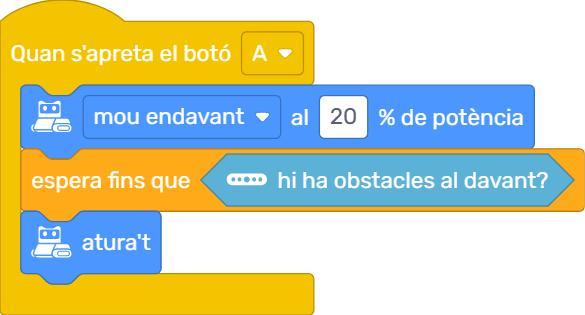 Quan s'apreta el botó A
mou endavant al 20 % de potència
espera fins que hi ha obstacles al davant?
atura't